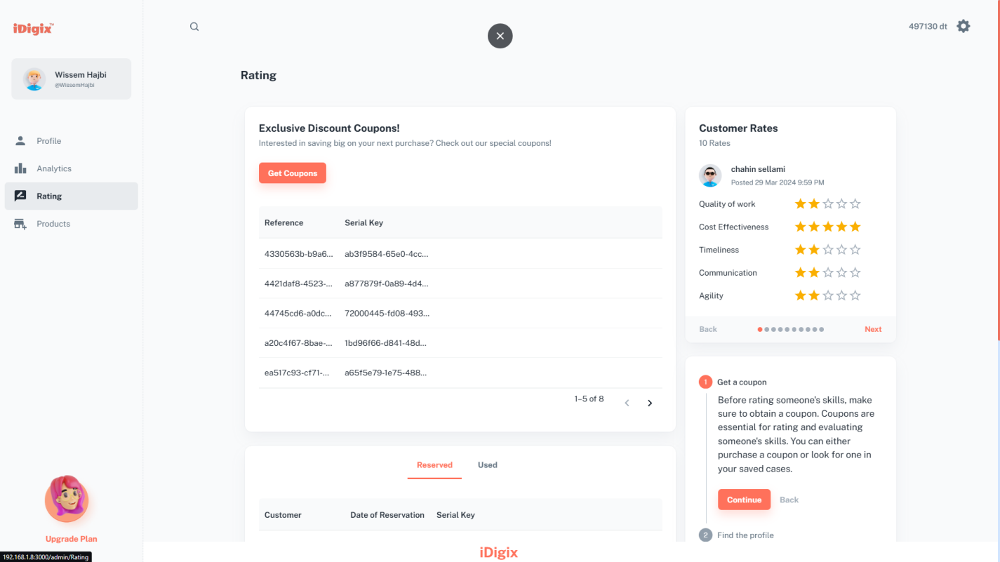 iDigix™
497130 dt
Wissem Hajbi
@WissemHajbi
Profile
Analytics
Rating
Products
Upgrade Plan
192.168.1.8:3000/admin/Rating
Rating
Exclusive Discount Coupons!
Interested in saving big on your next purchase? Check out our special coupons!
Get Coupons
Reference Serial Key
4330563b-b9a6... ab3f9584-65e0-4cc...
4421daf8-4523-... a877879f-0a89-4d4...
44745cd6-a0dc... 72000445-fd08-493...
a20c4f67-8bae-... 1bd96f66-d841-48d...
ea517c93-cf71-... a65f5e79-1e75-488...
1–5 of 8
Reserved Used
Customer Date of Reservation Serial Key
Customer Rates
10 Rates
chahin sellami
Posted 29 Mar 2024 9:59 PM
Quality of work
Cost Effectiveness
Timeliness
Communication
Agility
Back Next
1 Get a coupon
Before rating someone's skills, make
sure to obtain a coupon. Coupons are
essential for rating and evaluating
someone's skills. You can either
purchase a coupon or look for one in
your saved cases.
Continue Back
2 Find the profile
iDigix